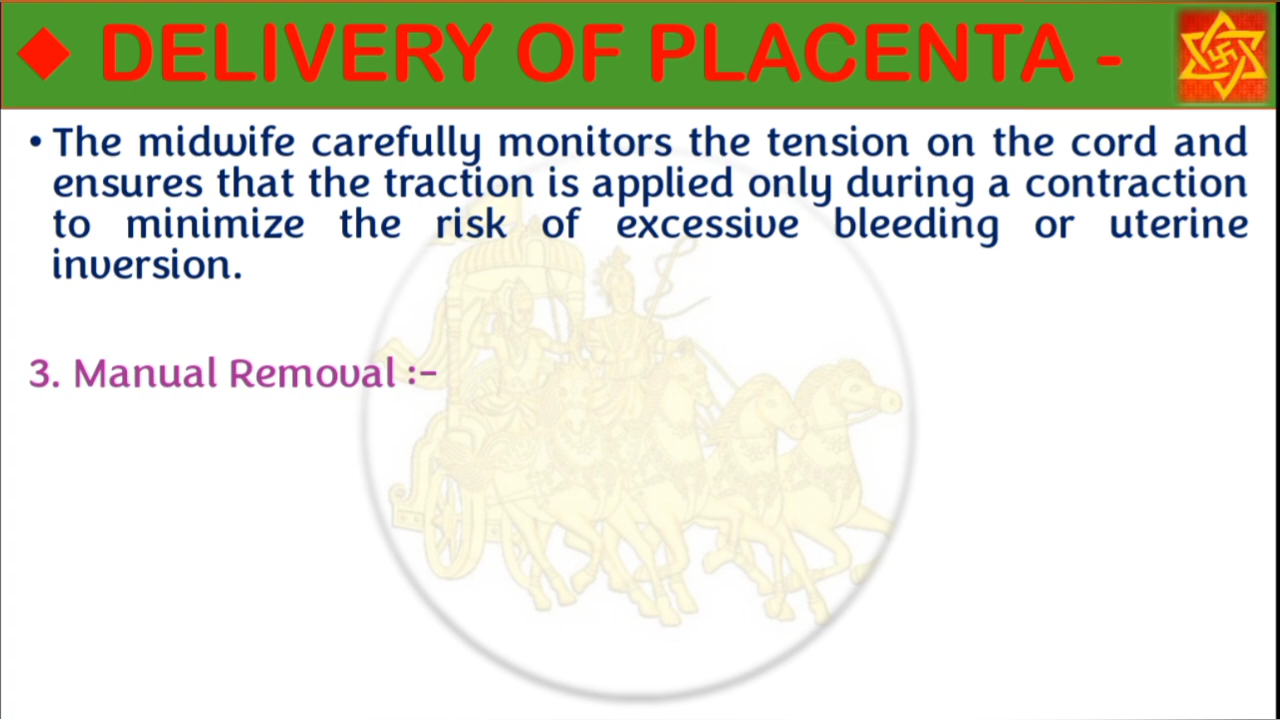 ◆ DELIVERY OF PLACENTA -
• The midwife carefully monitors the tension on the cord and
ensures that the traction is applied only during a contraction
to minimize the risk of excessive bleeding or uterine
inversion.
3. Manual Removal :-